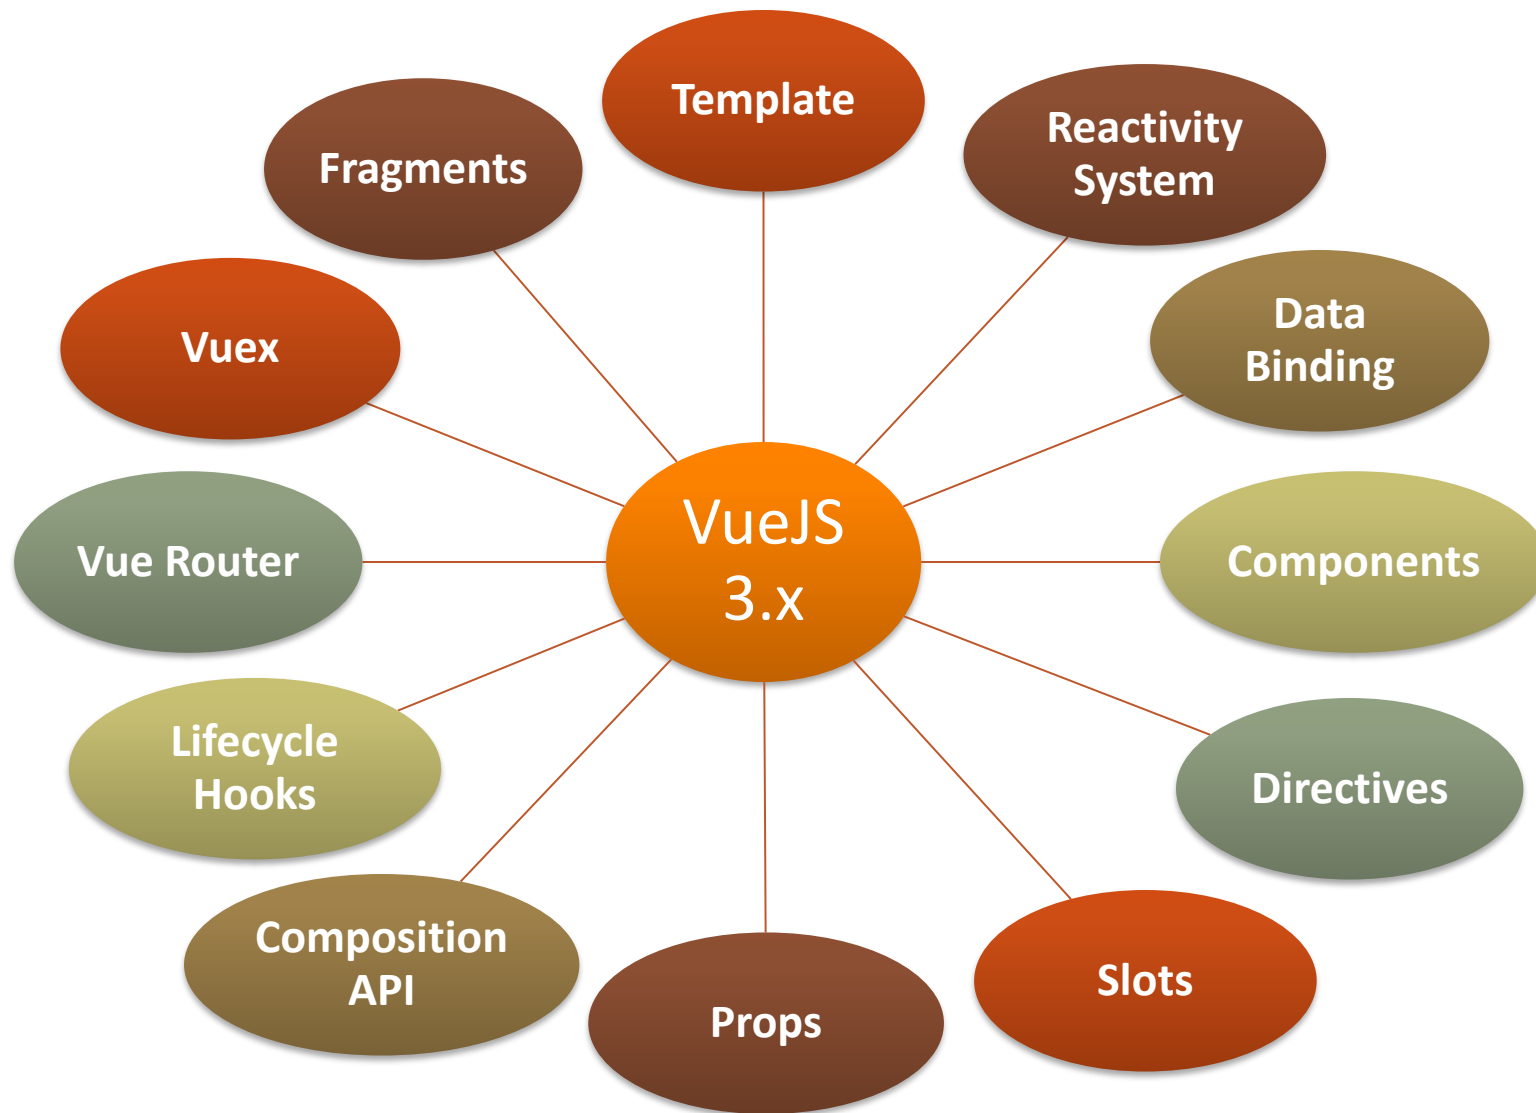 Template
Reactivity
System
Fragments
Data
Binding
Vuex
VueJS
3.x
Vue Router
Components
Lifecycle
Hooks
Directives
Composition
API
Slots
Props